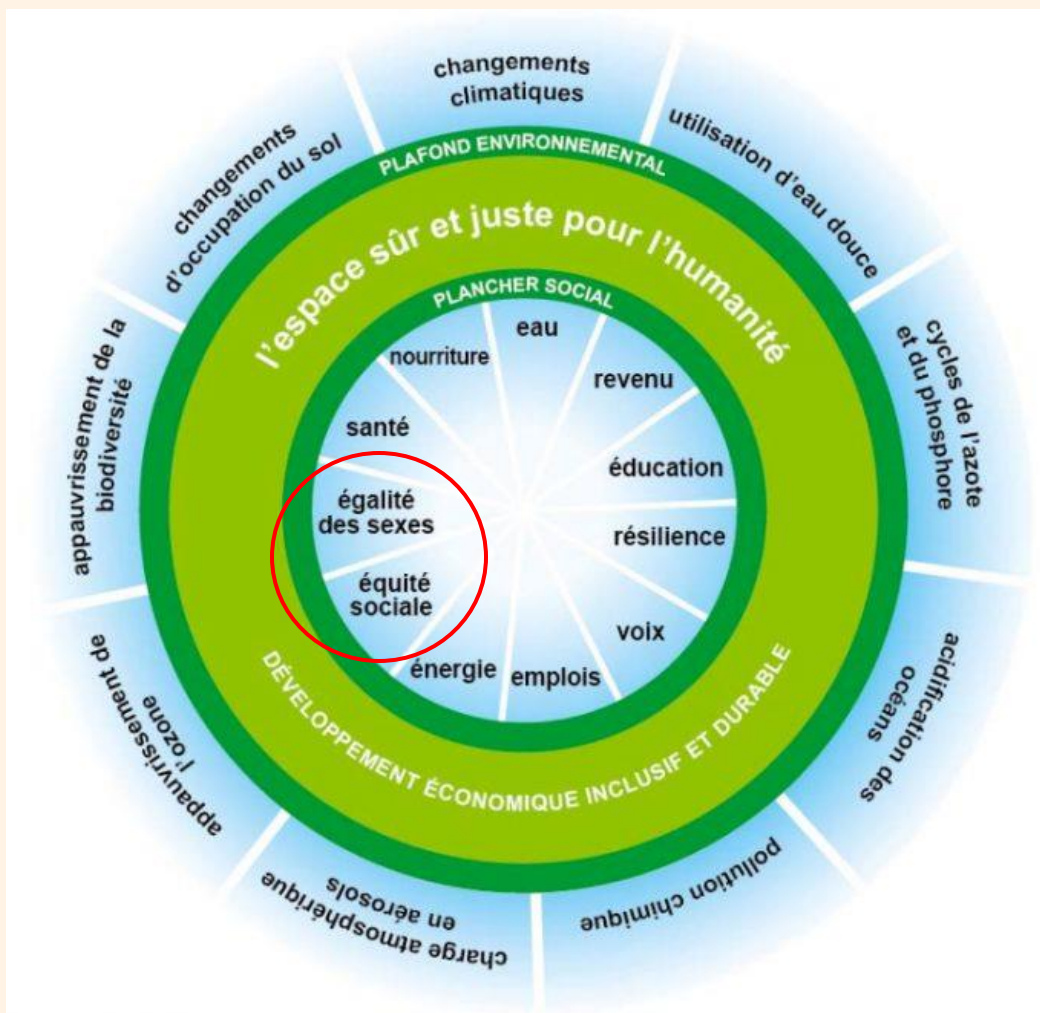 changements
climatiques
utilisation d'eau douce
cycles de l'azote
et du phosphore
acidification des
océans
pollution chimique
charge atmosphérique
en aérosols
appauvrissement de
l'ozone
appauvrissement de la
biodiversité
changements
d'occupation du sol
PLAFOND ENVIRONNEMENTAL
l'espace sûr et juste pour l'humanité
PLANCHER SOCIAL
eau
revenu
éducation
résilience
voix
emplois
énergie
équité
sociale
égalité
des sexes
santé
nourriture
DÉVELOPPEMENT ÉCONOMIQUE INCLUSIF ET DURABLE